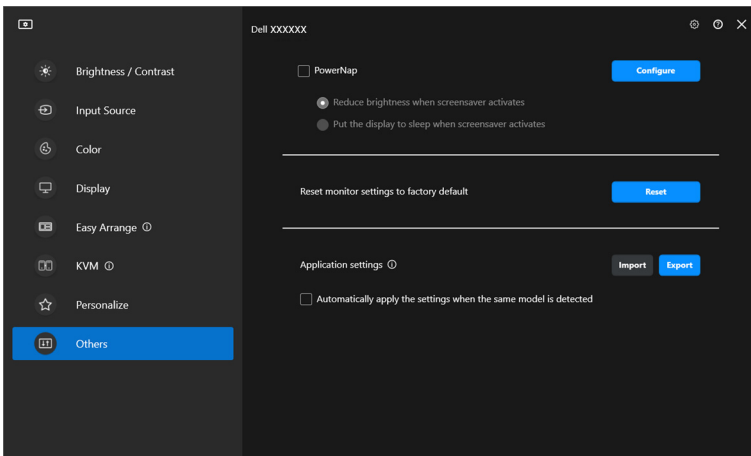 Dell XXXXXX
Brightness / Contrast
Input Source
Color
Display
Easy Arrange
KVM
Personalize
Others
PowerNap
Configure
Reduce brightness when screensaver activates
Put the display to sleep when screensaver activates
Reset monitor settings to factory default
Reset
Application settings
Import
Export
Automatically apply the settings when the same model is detected